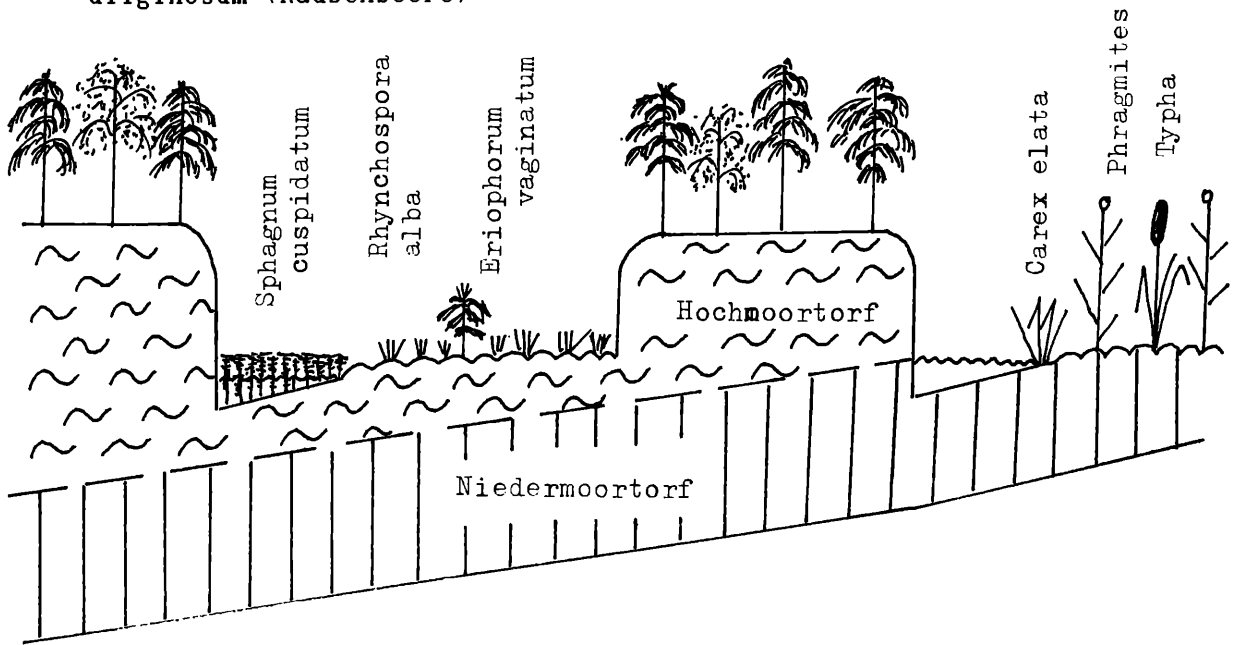 Sphagnum
cuspidatum
Rhynchospora
alba
Eriophorum
vaginatum
Carex elata
Phragmites
Typha
Hochmoortorf
Niedermoortorf